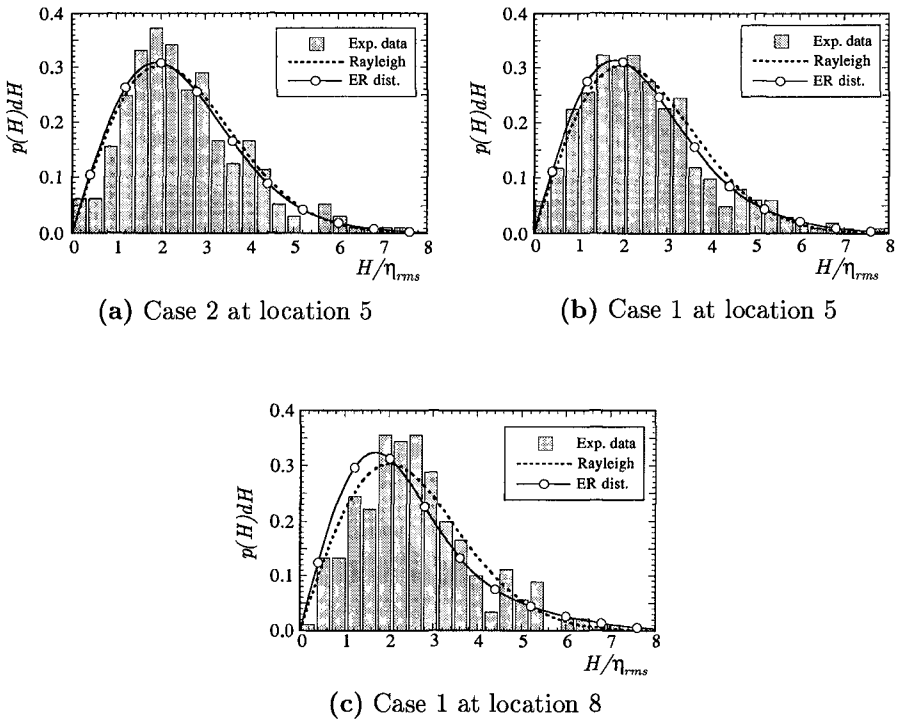 0.4
0.3
0.2
0.1
0.0
p(H)dH
Exp. data
Rayleigh
ER dist.
0 1 2 3 4 5 6 7 8
H/ηrms
(a) Case 2 at location 5
0.4
0.3
0.2
0.1
0.0
p(H)dH
Exp. data
Rayleigh
ER dist.
0 1 2 3 4 5 6 7 8
H/ηrms
(b) Case 1 at location 5
0.4
0.3
0.2
0.1
0.0
p(H)dH
Exp. data
Rayleigh
ER dist.
0 1 2 3 4 5 6 7 8
H/ηrms
(c) Case 1 at location 8